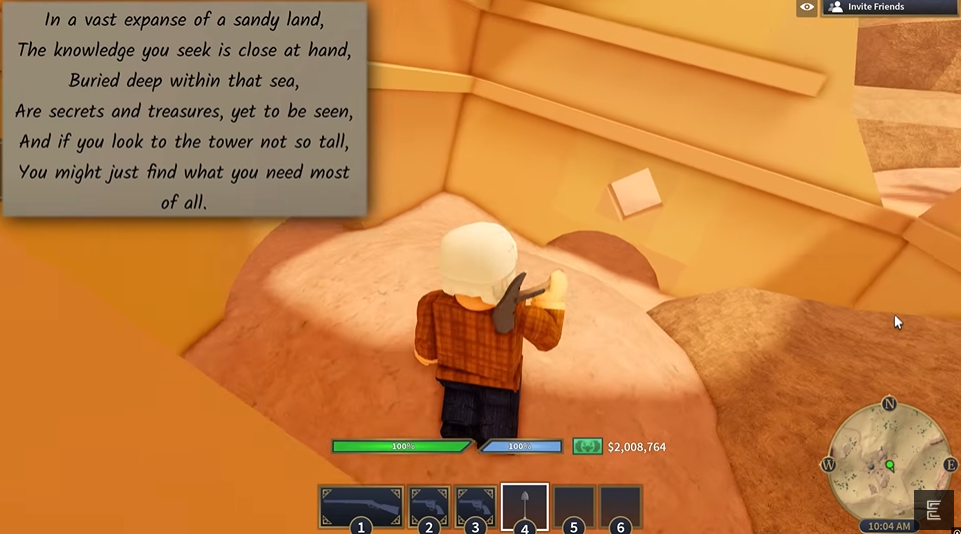 In a vast expanse of a sandy land,
The knowledge you seek is close at hand,
Buried deep within that sea,
Are secrets and treasures, yet to be seen,
And if you look to the tower not so tall,
You might just find what you need most
of all.
Invite Friends
N
W
E
100%
100%
$2,008,764
1
2
3
4
5
6
10:04 AM
E